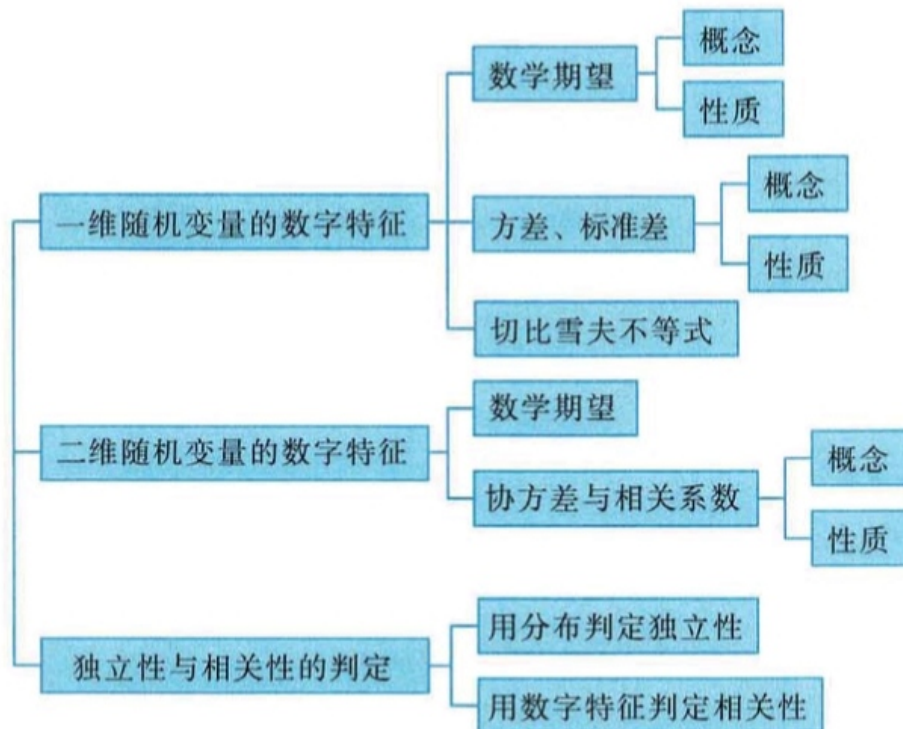 概念
数学期望
性质
概念
一维随机变量的数字特征
方差、标准差
性质
切比雪夫不等式
数学期望
二维随机变量的数字特征
概念
协方差与相关系数
性质
用分布判定独立性
独立性与相关性的判定
用数字特征判定相关性